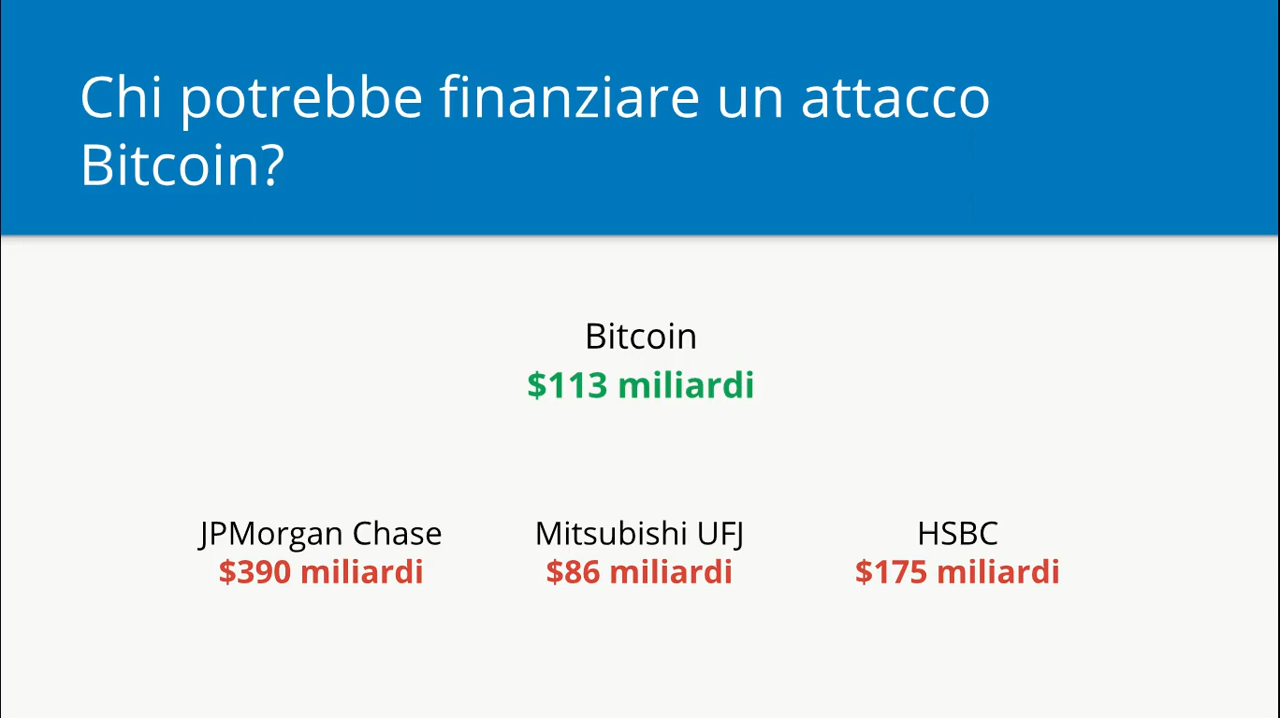 Chi potrebbe finanziare un attacco
Bitcoin?
Bitcoin
$113 miliardi
JPMorgan Chase
$390 miliardi
Mitsubishi UFJ
$86 miliardi
HSBC
$175 miliardi